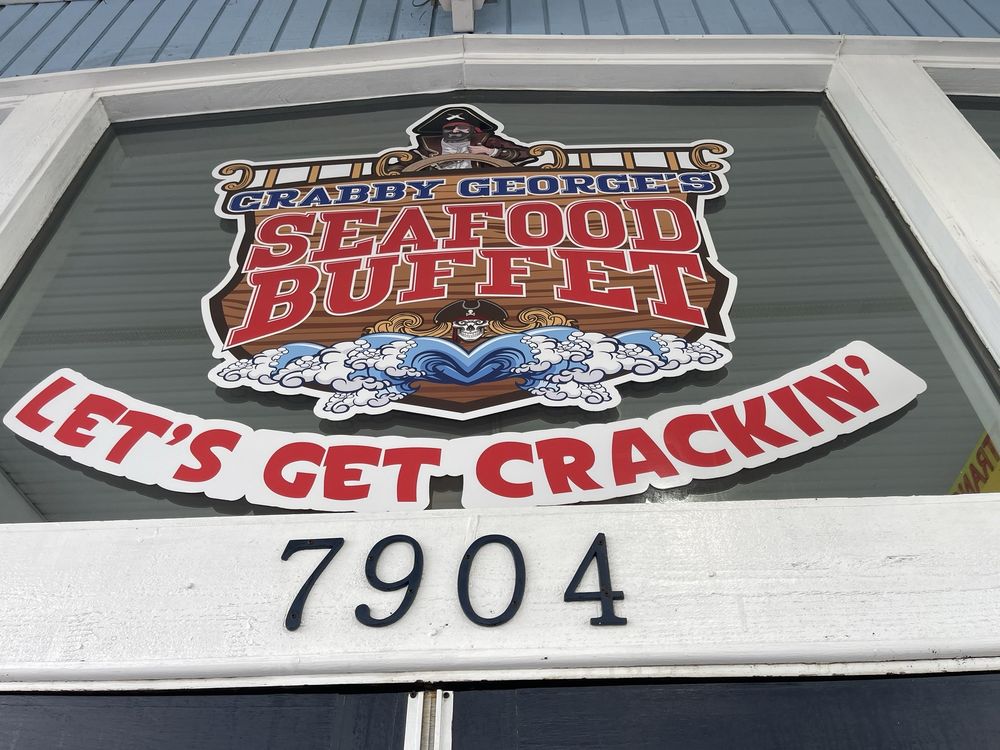 CRABBY GEORGE'S
SEAFOOD
BUFFET
LET'S GET CRACKIN'
7904